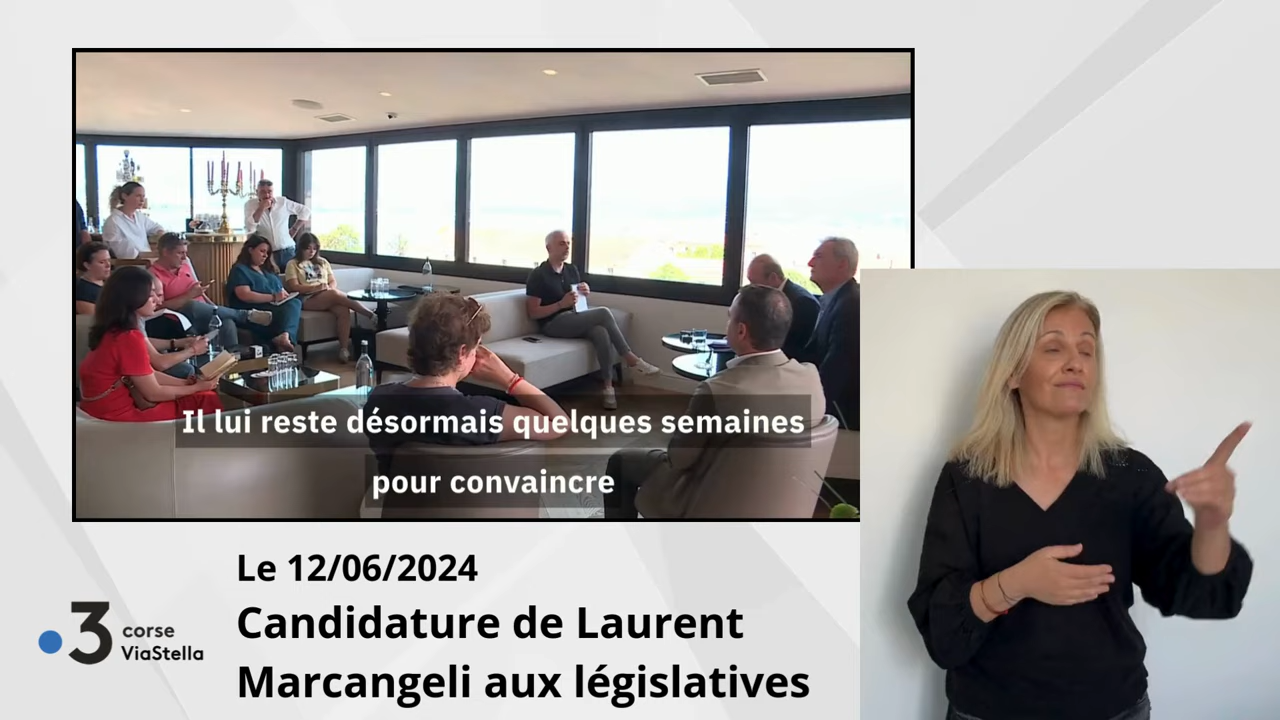 Il lui reste désormais quelques semaines
pour convaincre
Le 12/06/2024
Candidature de Laurent
Marcangeli aux législatives
3 corse
ViaStella